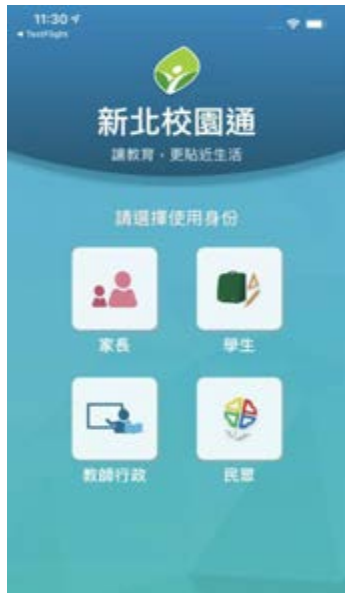 11:30
◀ TestFlight
新北校園通
讓教育，更貼近生活
請選擇使用身份
家長
學生
教師行政
民眾